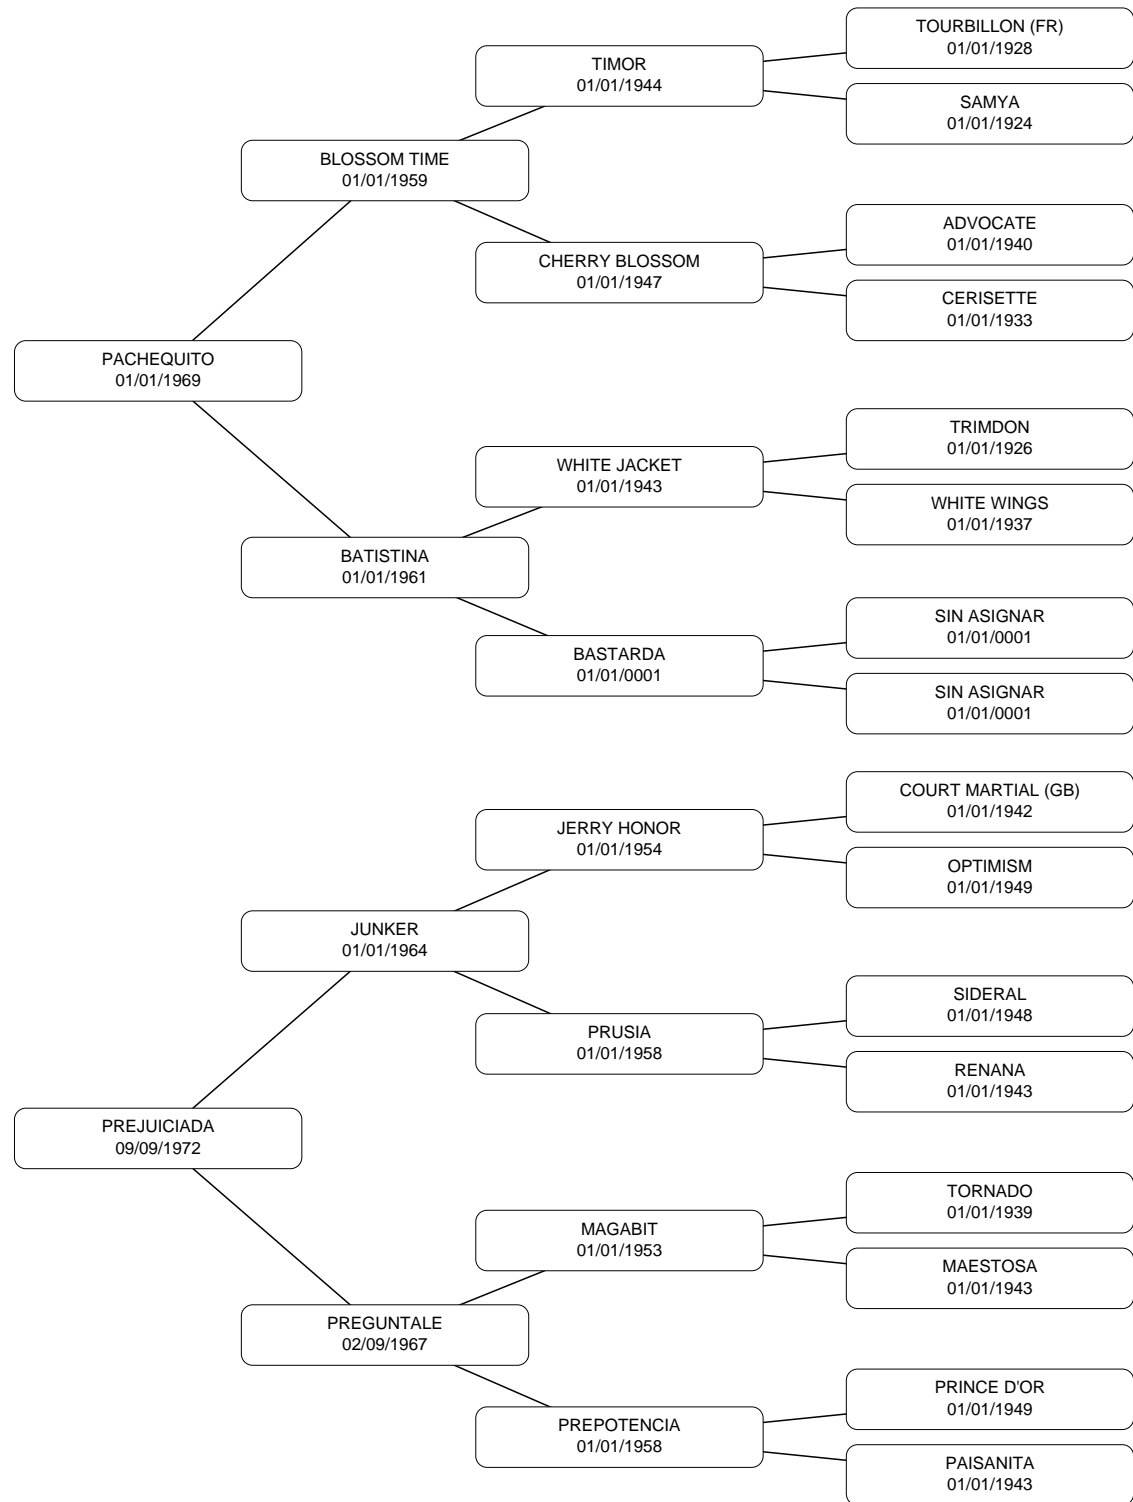 TOURBILLON (FR)
01/01/1928
TIMOR
01/01/1944
SAMYA
01/01/1924
BLOSSOM TIME
01/01/1959
ADVOCATE
01/01/1940
CHERRY BLOSSOM
01/01/1947
CERISETTE
01/01/1933
PACHEQUITO
01/01/1969
TRIMDON
01/01/1926
WHITE JACKET
01/01/1943
WHITE WINGS
01/01/1937
BATISTINA
01/01/1961
SIN ASIGNAR
01/01/0001
BASTARDA
01/01/0001
SIN ASIGNAR
01/01/0001
COURT MARTIAL (GB)
01/01/1942
JERRY HONOR
01/01/1954
OPTIMISM
01/01/1949
JUNKER
01/01/1964
SIDERAL
01/01/1948
PRUSIA
01/01/1958
RENANA
01/01/1943
PREJUICIADA
09/09/1972
TORNADO
01/01/1939
MAGABIT
01/01/1953
MAESTOSA
01/01/1943
PREGUNTALE
02/09/1967
PRINCE D'OR
01/01/1949
PREPOTENCIA
01/01/1958
PAISANITA
01/01/1943